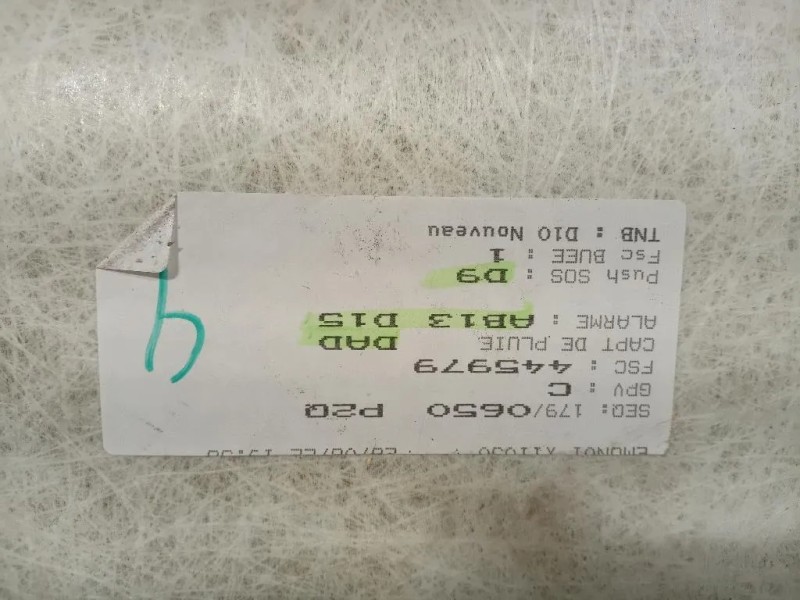 SEQ: 179/0650 P2Q
GPV : C
FSC: 445979
CAPT DE PLUIE DAD
ALARME : AB13 D15
Push SOS : D9
Fsc BUEE : 1
TNB : D10 Nouveau